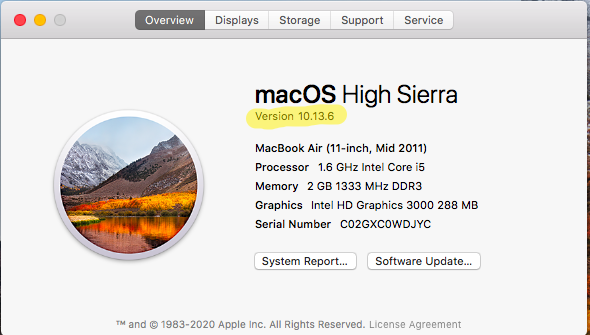 Overview Displays Storage Support Service
macOS High Sierra
Version 10.13.6
MacBook Air (11-inch, Mid 2011)
Processor 1.6 GHz Intel Core i5
Memory 2 GB 1333 MHz DDR3
Graphics Intel HD Graphics 3000 288 MB
Serial Number C02GXC0WDJYC
System Report... Software Update...
™ and © 1983-2020 Apple Inc. All Rights Reserved. License Agreement